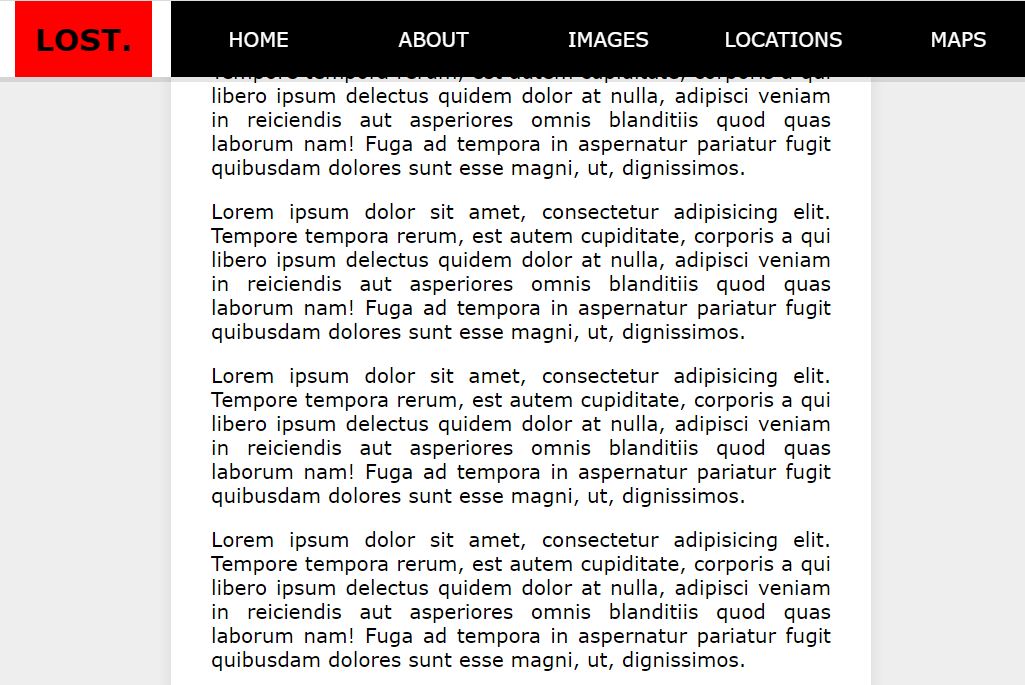 LOST.
HOME ABOUT IMAGES LOCATIONS MAPS
Tempore tempora rerum, est autem cupiditate, corporis a qui
libero ipsum delectus quidem dolor at nulla, adipisci veniam
in reiciendis aut asperiores omnis blanditiis quod quas
laborum nam! Fuga ad tempora in aspernatur pariatur fugit
quibusdam dolores sunt esse magni, ut, dignissimos.
Lorem ipsum dolor sit amet, consectetur adipisicing elit.
Tempore tempora rerum, est autem cupiditate, corporis a qui
libero ipsum delectus quidem dolor at nulla, adipisci veniam
in reiciendis aut asperiores omnis blanditiis quod quas
laborum nam! Fuga ad tempora in aspernatur pariatur fugit
quibusdam dolores sunt esse magni, ut, dignissimos.
Lorem ipsum dolor sit amet, consectetur adipisicing elit.
Tempore tempora rerum, est autem cupiditate, corporis a qui
libero ipsum delectus quidem dolor at nulla, adipisci veniam
in reiciendis aut asperiores omnis blanditiis quod quas
laborum nam! Fuga ad tempora in aspernatur pariatur fugit
quibusdam dolores sunt esse magni, ut, dignissimos.
Lorem ipsum dolor sit amet, consectetur adipisicing elit.
Tempore tempora rerum, est autem cupiditate, corporis a qui
libero ipsum delectus quidem dolor at nulla, adipisci veniam
in reiciendis aut asperiores omnis blanditiis quod quas
laborum nam! Fuga ad tempora in aspernatur pariatur fugit
quibusdam dolores sunt esse magni, ut, dignissimos.